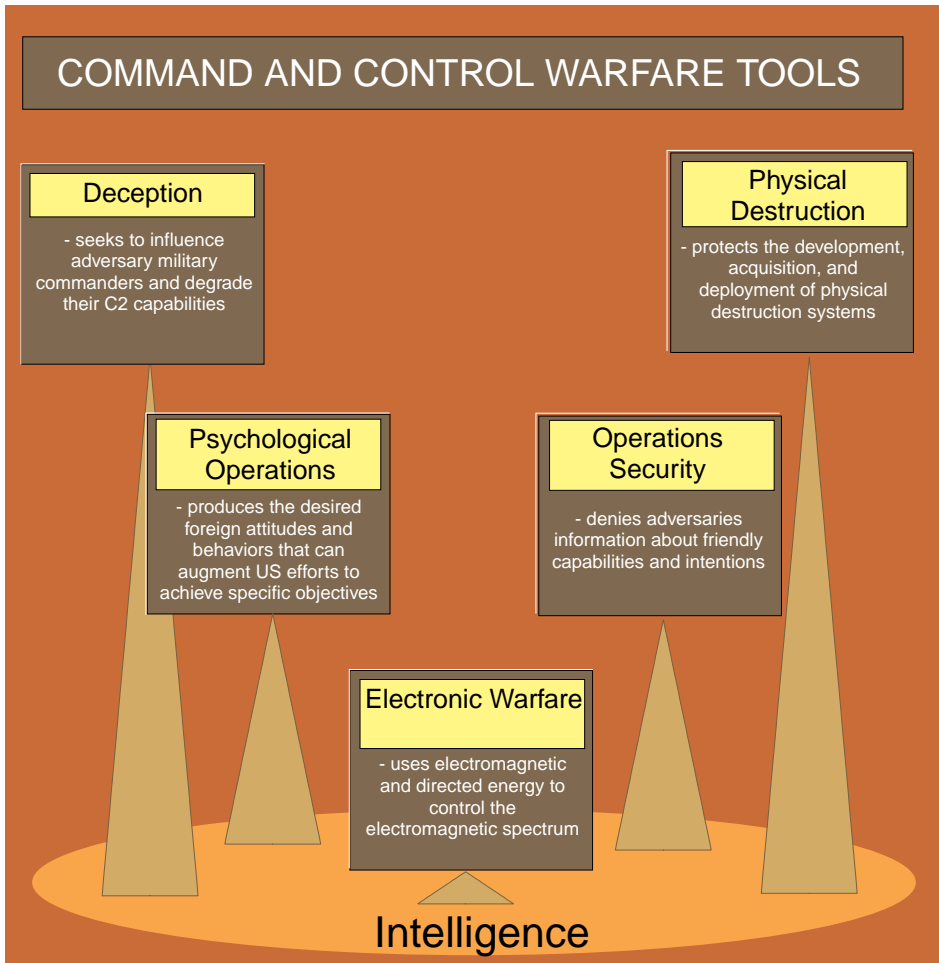 COMMAND AND CONTROL WARFARE TOOLS
Deception
- seeks to influence
adversary military
commanders and degrade
their C2 capabilities
Physical
Destruction
- protects the development,
acquisition, and
deployment of physical
destruction systems
Psychological
Operations
- produces the desired
foreign attitudes and
behaviors that can
augment US efforts to
achieve specific objectives
Operations
Security
- denies adversaries
information about friendly
capabilities and intentions
Electronic Warfare
- uses electromagnetic
and directed energy to
control the
electromagnetic spectrum
Intelligence